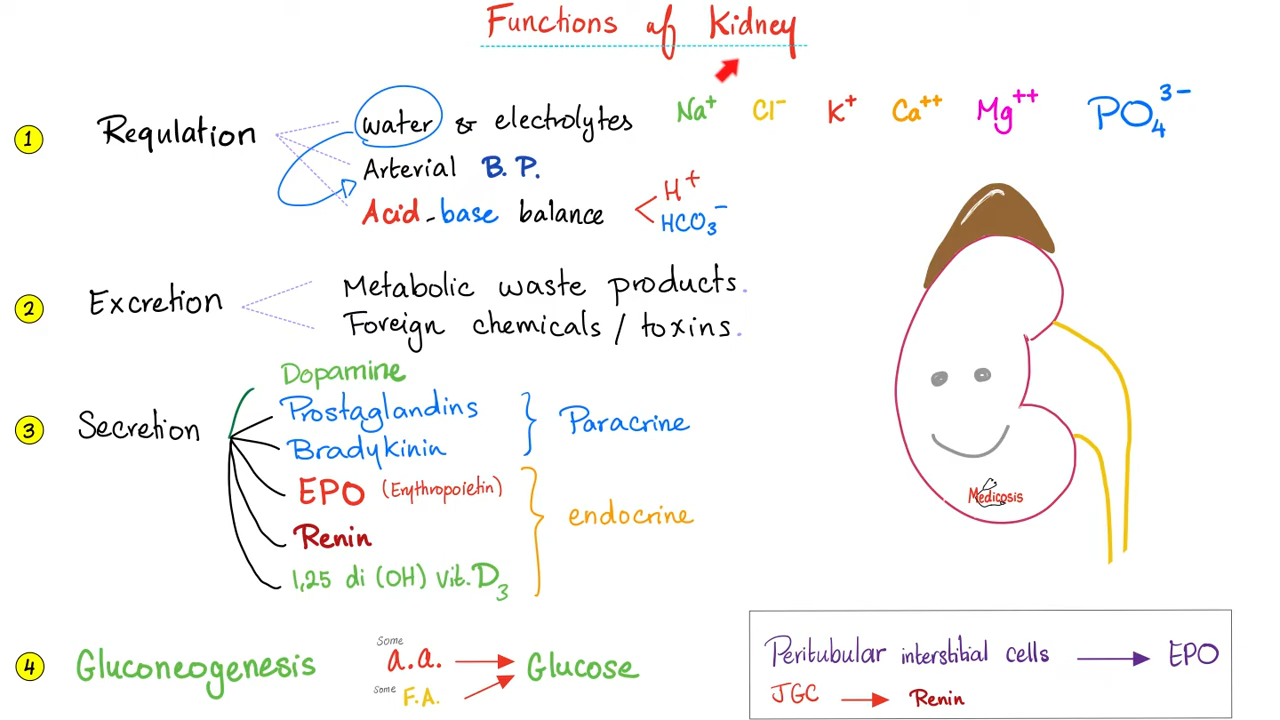 Functions of Kidney
1 Regulation
water & electrolytes Na⁺ Cl⁻ K⁺ Ca⁺⁺ Mg⁺⁺ PO₄³⁻
Arterial B.P.
Acid-base balance H⁺
HCO₃⁻
2 Excretion
Metabolic waste products.
Foreign chemicals / toxins.
3 Secretion
Dopamine
Prostaglandins
Bradykinin
Paracrine
EPO (Erythropoietin)
Renin
1,25 di (OH) vit. D₃
endocrine
Medicosis
4 Gluconeogenesis
Some a.a. → Glucose
Some F.A.
Peritubular interstitial cells → EPO
JGC → Renin